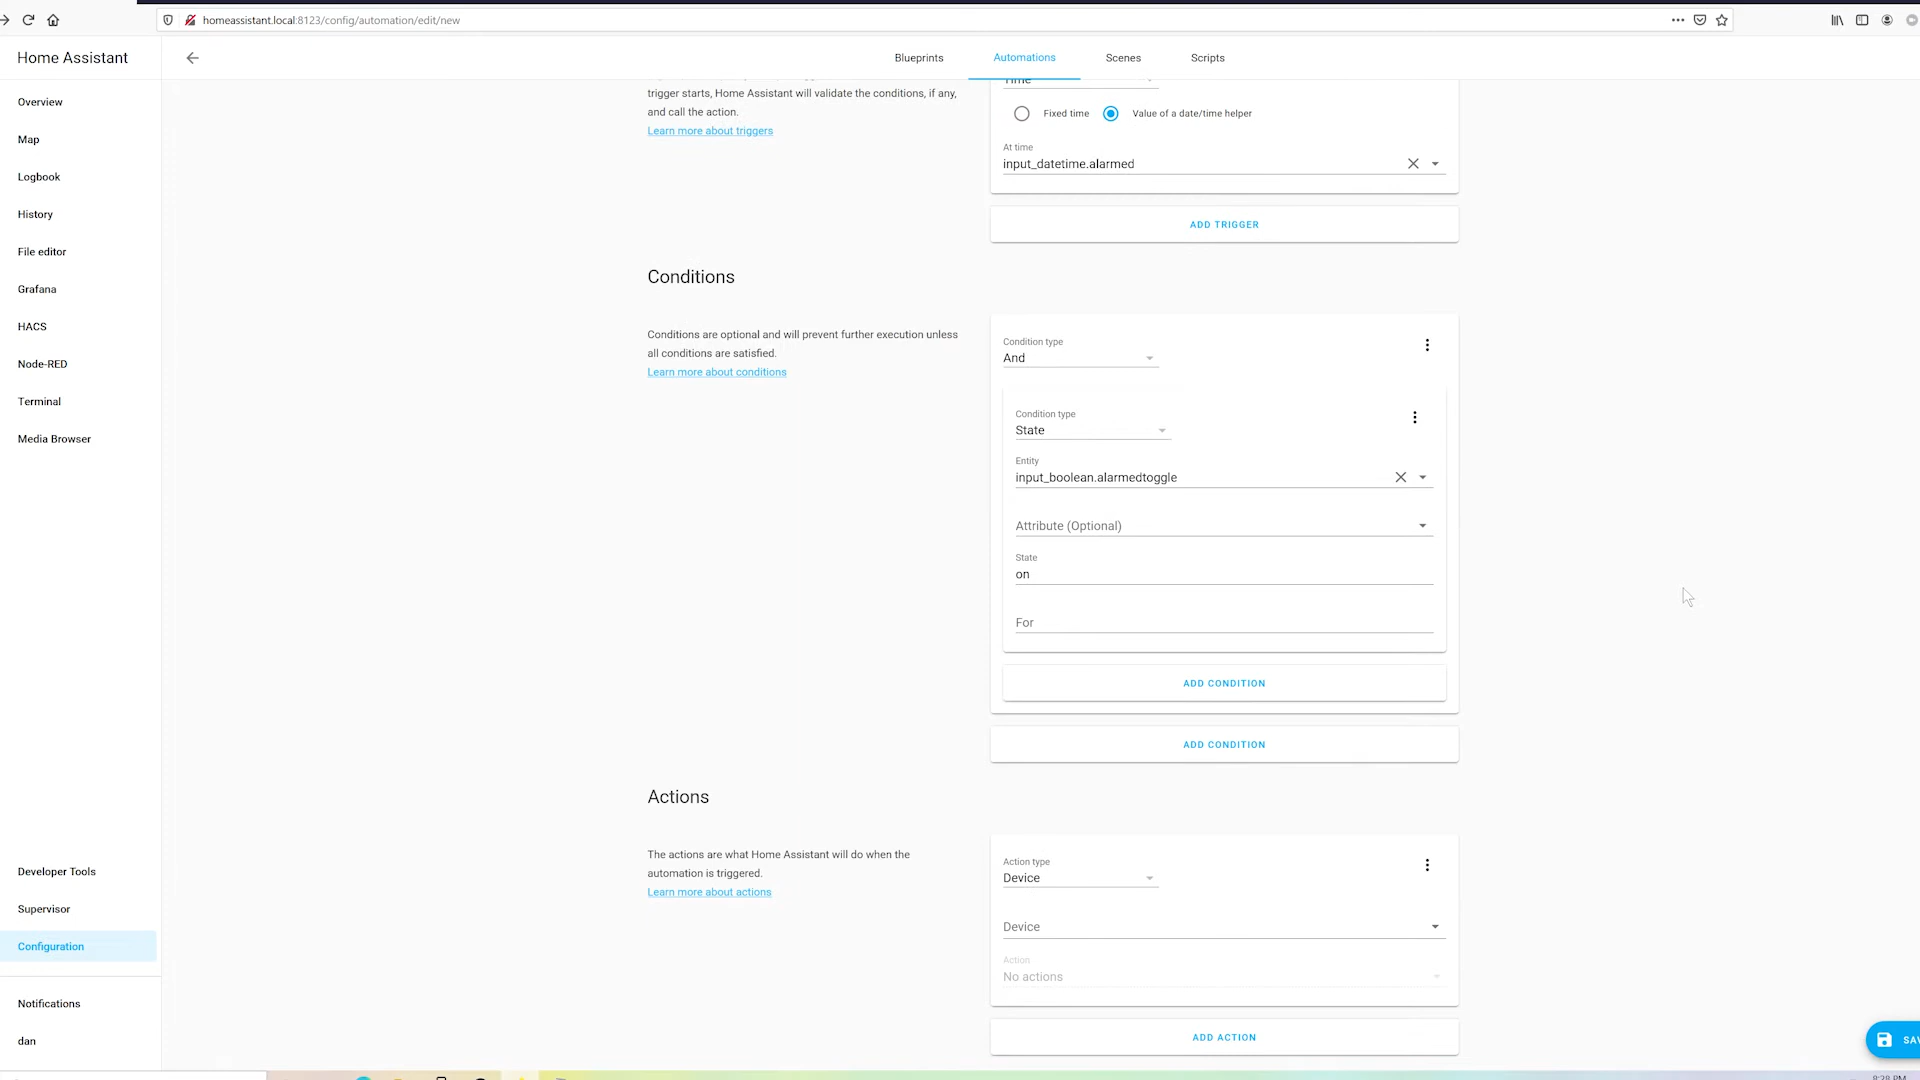 homeassistant.local:8123/config/automation/edit/new
Home Assistant
Blueprints
Automations
Scenes
Scripts
Overview
Map
Logbook
History
File editor
Grafana
HACS
Node-RED
Terminal
Media Browser
Developer Tools
Supervisor
Configuration
Notifications
dan
trigger starts, Home Assistant will validate the conditions, if any,
and call the action.
Learn more about triggers
Time
Fixed time
Value of a date/time helper
At time
input_datetime.alarmed
ADD TRIGGER
Conditions
Conditions are optional and will prevent further execution unless
all conditions are satisfied.
Learn more about conditions
Condition type
And
Condition type
State
Entity
input_boolean.alarmedtoggle
Attribute (Optional)
State
on
For
ADD CONDITION
ADD CONDITION
Actions
The actions are what Home Assistant will do when the
automation is triggered.
Learn more about actions
Action type
Device
Device
Action
No actions
ADD ACTION
SAV
8:28 PM